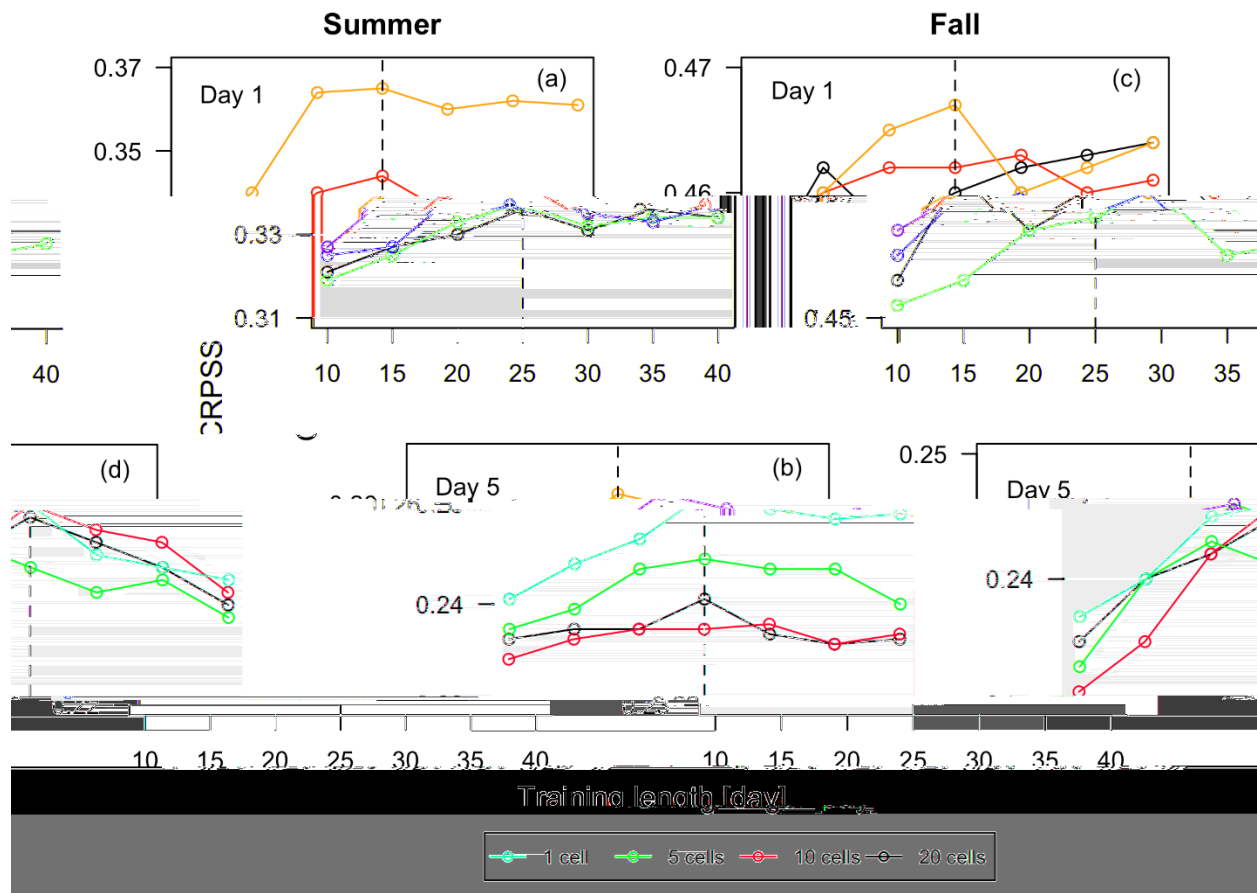 Summer Fall
0.37 (a) 0.47 (c)
Day 1 Day 1
0.35
0.46
0.33
0.31 0.45
40 10 15 20 25 30 35 40 10 15 20 25 30 35
CRPSS
(d) (b) 0.25
Day 5 Day 5
0.24 0.24
10 15 20 25 30 35 40 10 15 20 25 30 35 40
Training length [day]
1 cell 5 cells 10 cells 20 cells